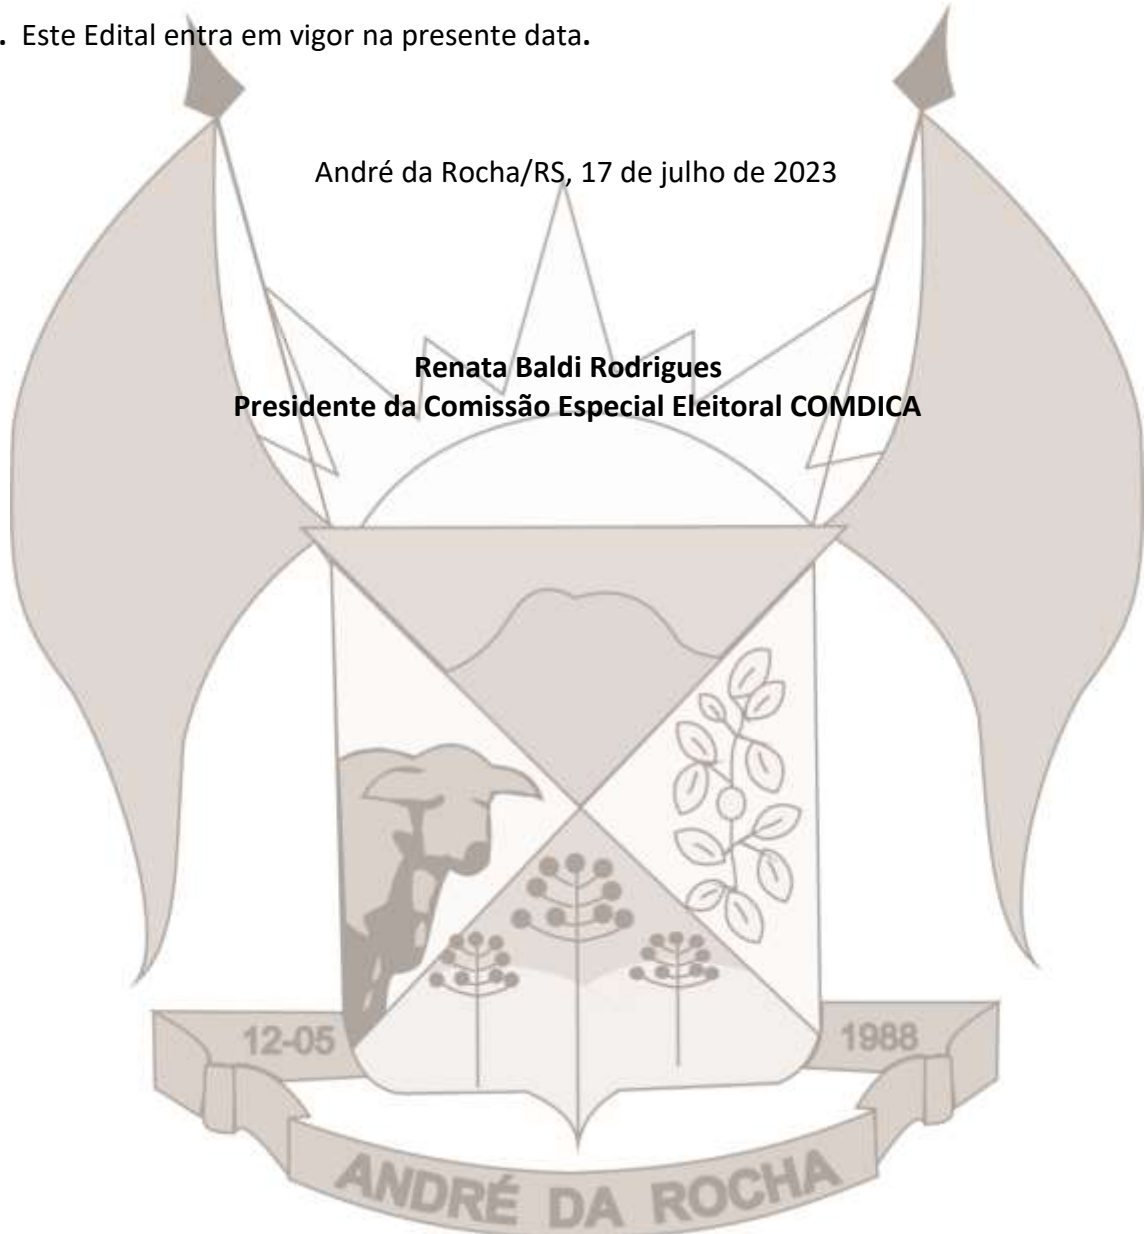 . Este Edital entra em vigor na presente data.
André da Rocha/RS, 17 de julho de 2023
Renata Baldi Rodrigues
Presidente da Comissão Especial Eleitoral COMDICA
12-05
1988
ANDRÉ DA ROCHA